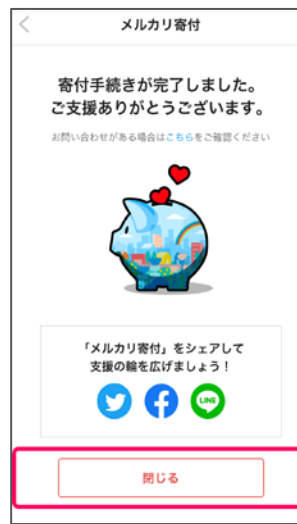 メルカリ寄付
寄付手続きが完了しました。
ご支援ありがとうございます。
お問い合わせがある場合はこちらをご確認ください
「メルカリ寄付」をシェアして
支援の輪を広げましょう！
LINE
閉じる